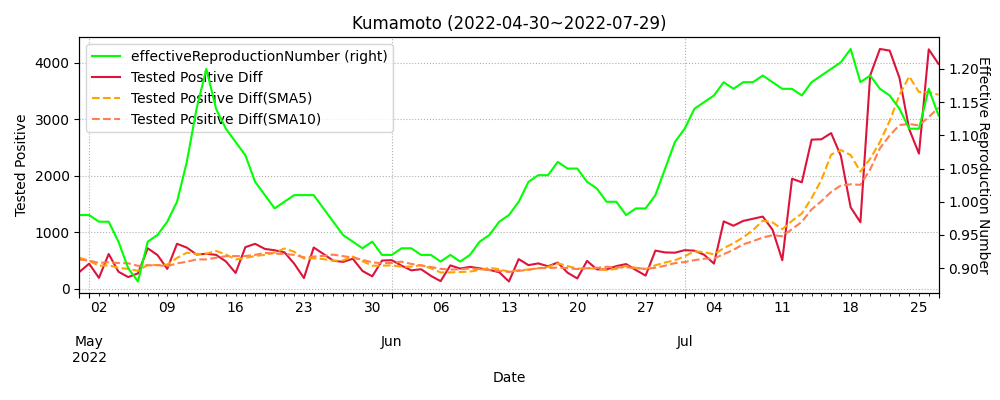 Kumamoto (2022-04-30~2022-07-29)
effectiveReproductionNumber (right)
Tested Positive Diff
Tested Positive Diff(SMA5)
Tested Positive Diff(SMA10)
Tested Positive
4000
3000
2000
1000
0
1.20
1.15
1.10
1.05
1.00
0.95
0.90
Effective Reproduction Number
02 09 16 23 30 06 13 20 27 04 11 18 25
May Jun Jul
2022
Date